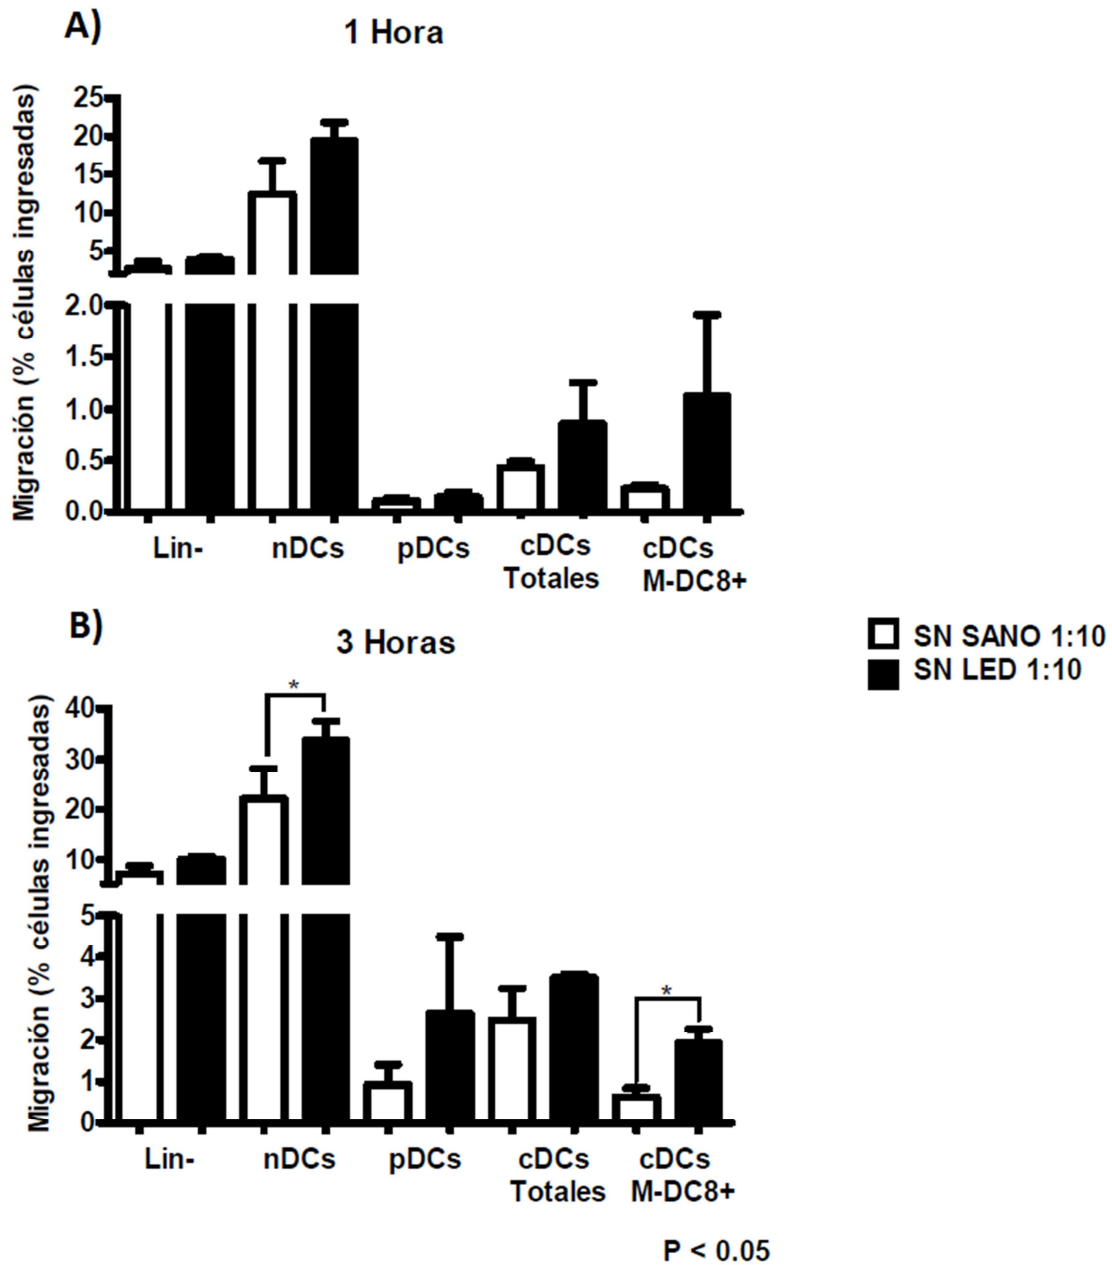 A)
1 Hora
Migración (% células ingresadas)
25
20
15
10
5
2.0
1.5
1.0
0.5
0.0
Lin-
nDCs
pDCs
cDCs
Totales
cDCs
M-DC8+
B)
3 Horas
SN SANO 1:10
SN LED 1:10
Migración (% células ingresadas)
40
30
20
10
5
4
3
2
1
0
*
*
Lin-
nDCs
pDCs
cDCs
Totales
cDCs
M-DC8+
P < 0.05